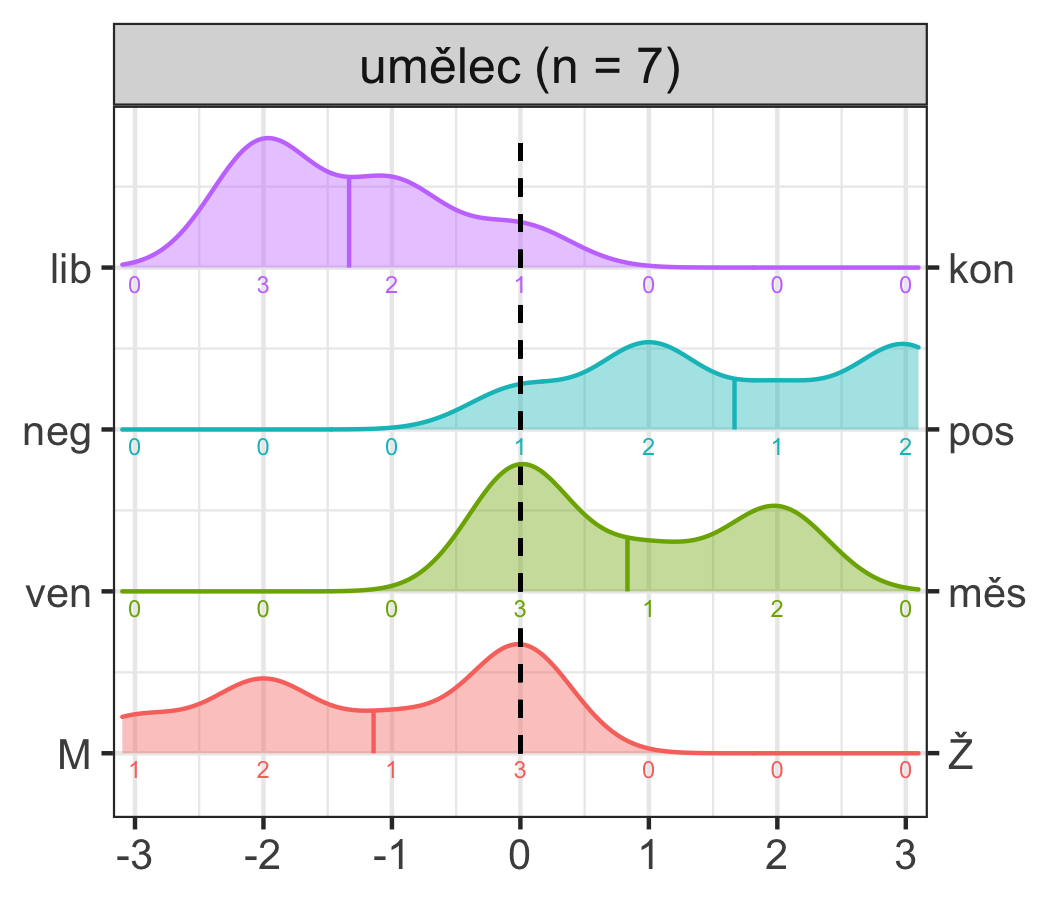 umělec (n = 7)
lib kon
0 3 2 1 0 0 0
neg pos
0 0 0 1 2 1 2
ven měs
0 0 0 3 1 2 0
M Ž
1 2 1 3 0 0 0
-3 -2 -1 0 1 2 3